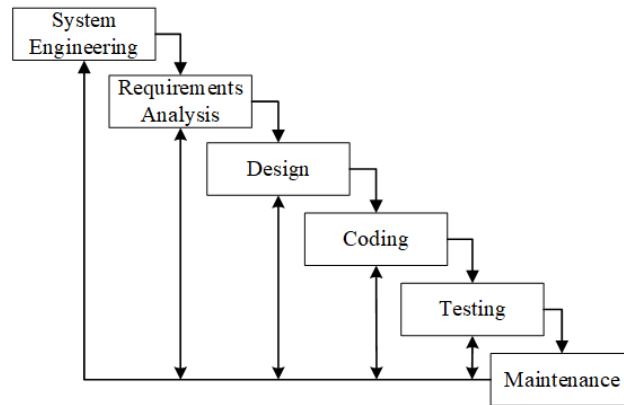 System
Engineering
Requirements
Analysis
Design
Coding
Testing
Maintenance